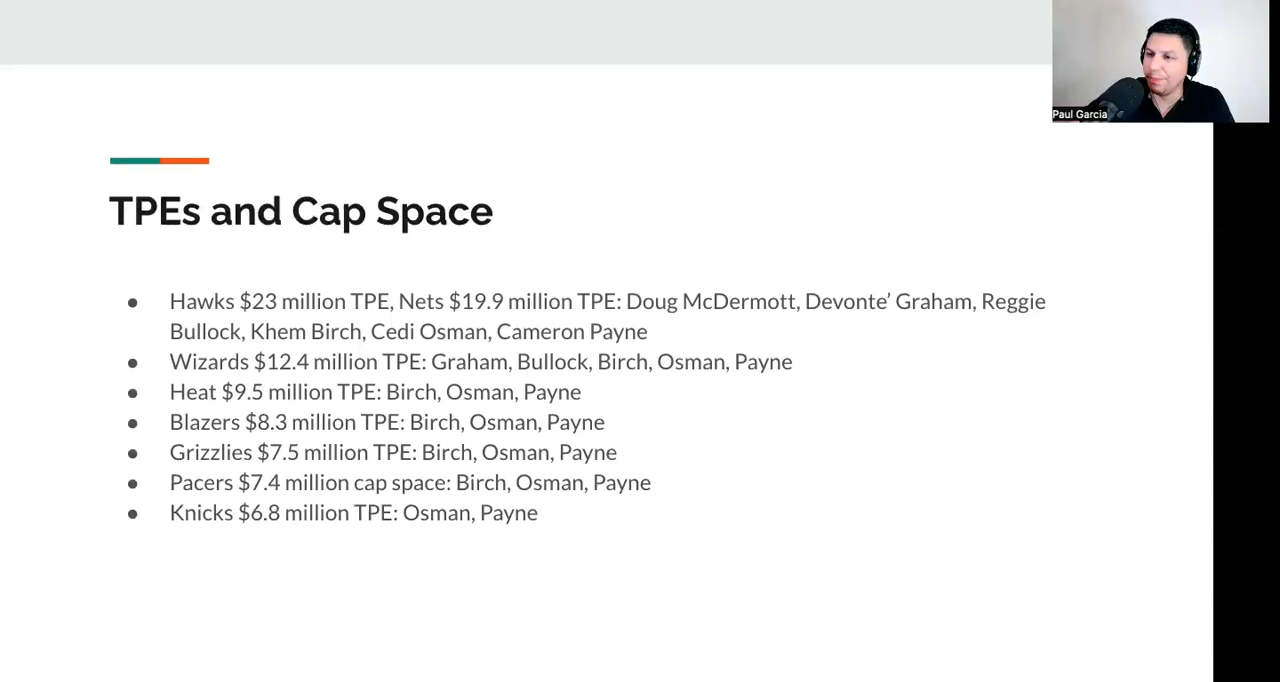 Paul Garcia
TPEs and Cap Space
● Hawks $23 million TPE, Nets $19.9 million TPE: Doug McDermott, Devonte’ Graham, Reggie
Bullock, Khem Birch, Cedi Osman, Cameron Payne
● Wizards $12.4 million TPE: Graham, Bullock, Birch, Osman, Payne
● Heat $9.5 million TPE: Birch, Osman, Payne
● Blazers $8.3 million TPE: Birch, Osman, Payne
● Grizzlies $7.5 million TPE: Birch, Osman, Payne
● Pacers $7.4 million cap space: Birch, Osman, Payne
● Knicks $6.8 million TPE: Osman, Payne